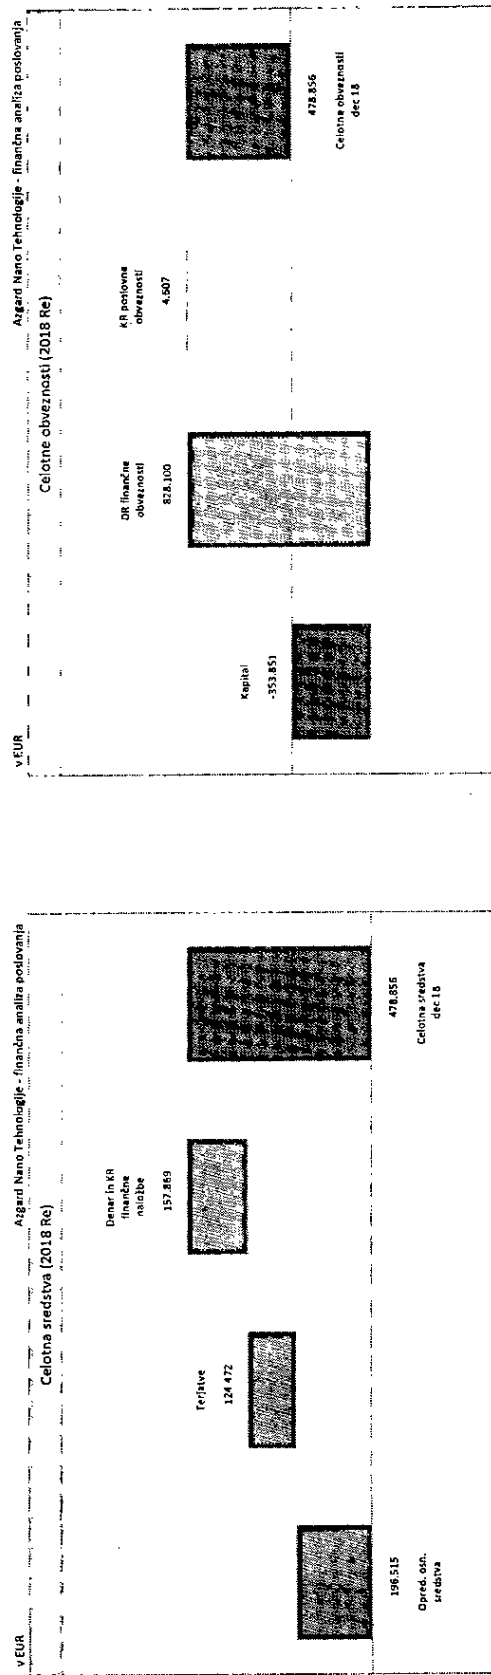 v EUR
Azgard Nano Tehnologije - finančna analiza poslovanja
Celotna sredstva (2018 Re)
196.515
Opred. osn.
sredstva
Terjatve
124 472
Denar in KR
finančne
naložbe
157.869
478.856
Celotna sredstva
dec 18
v EUR
Azgard Nano Tehnologije - finančna analiza poslovanja
Celotne obveznosti (2018 Re)
Kapital
-353.851
DR finančne
obveznosti
828.100
KR poslovna
obveznosti
4.607
478.856
Celotne obveznosti
dec 18